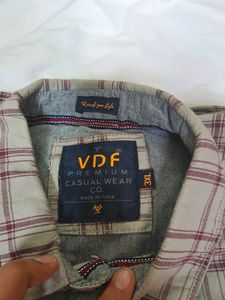 VDF
PREMIUM
CASUAL WEAR
CO.
MADE IN INDIA
3XL